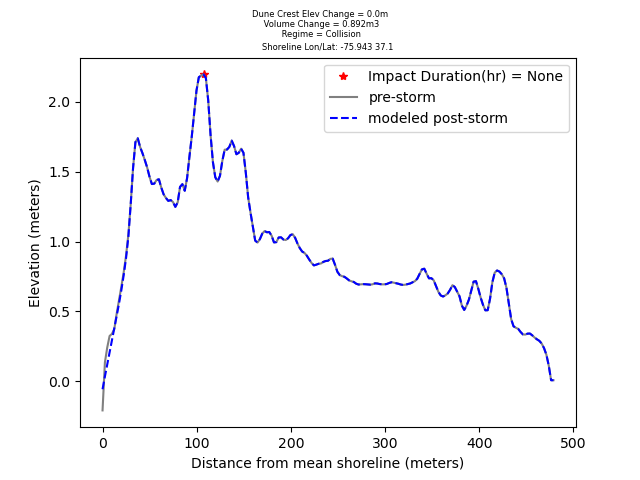 Dune Crest Elev Change = 0.0m
Volume Change = 0.892m3
Regime = Collision
Shoreline Lon/Lat: -75.943 37.1
Impact Duration(hr) = None
pre-storm
modeled post-storm
Elevation (meters)
2.0
1.5
1.0
0.5
0.0
0 100 200 300 400 500
Distance from mean shoreline (meters)